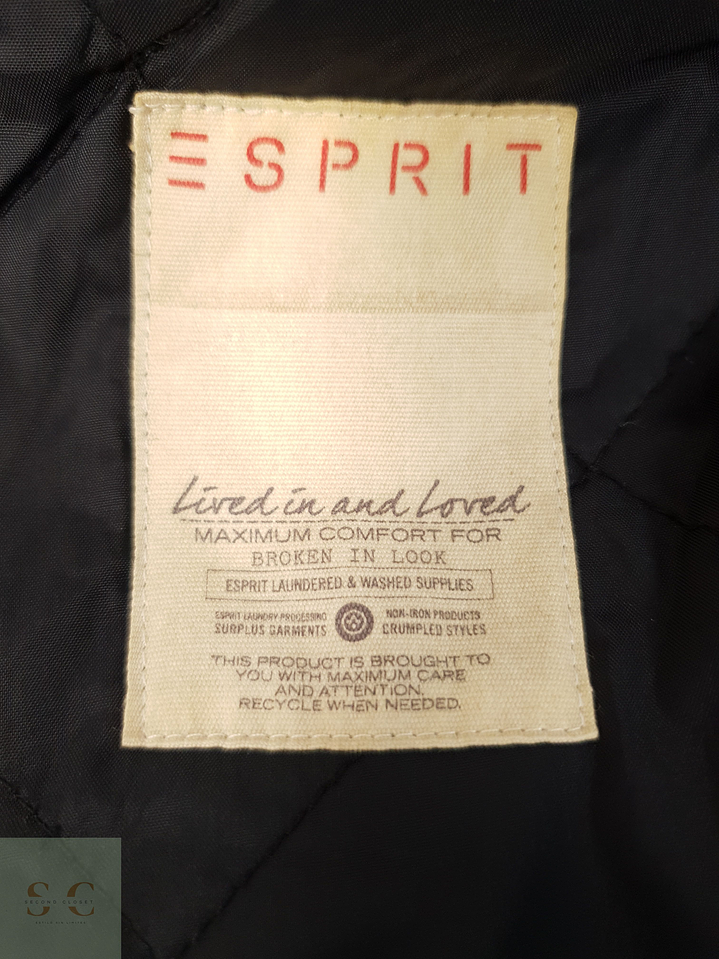 ESPRIT
Lived in and Loved
MAXIMUM COMFORT FOR
BROKEN IN LOOK
ESPRIT LAUNDERED & WASHED SUPPLIES
ESPRIT LAUNDRY PROCESSING
SURPLUS GARMENTS
NON-IRON PRODUCTS
CRUMPLED STYLES
THIS PRODUCT IS BROUGHT TO
YOU WITH MAXIMUM CARE
AND ATTENTION.
RECYCLE WHEN NEEDED.
SC
SECOND CLOSET